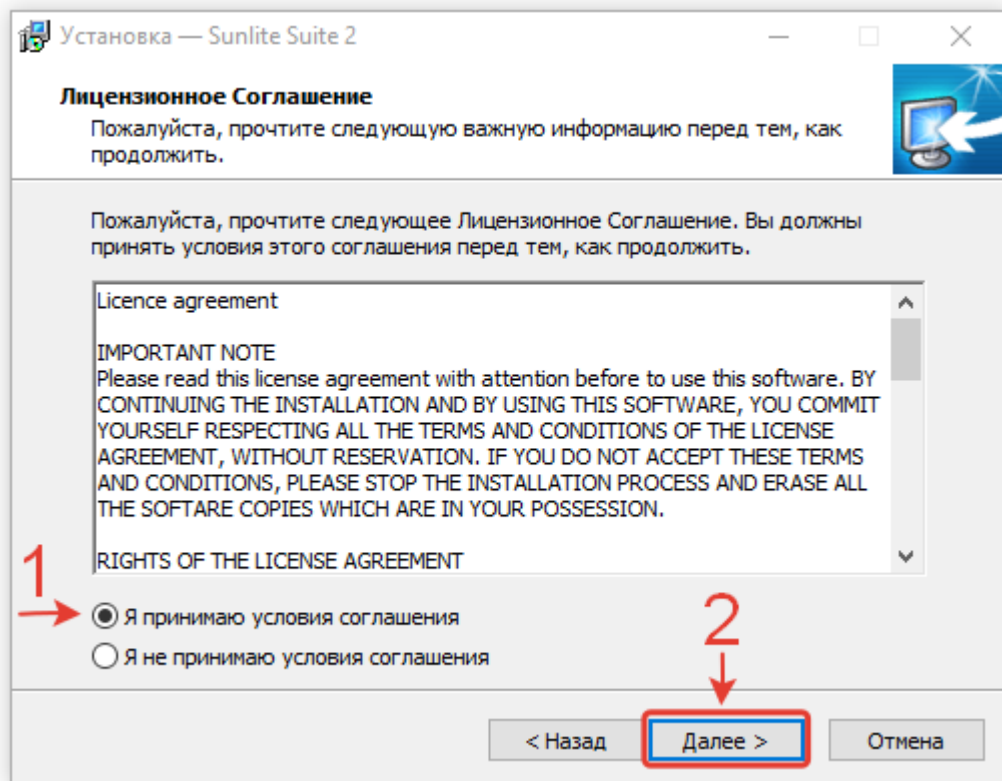 Установка — Sunlite Suite 2
Лицензионное Соглашение
Пожалуйста, прочтите следующую важную информацию перед тем, как
продолжить.
Пожалуйста, прочтите следующее Лицензионное Соглашение. Вы должны
принять условия этого соглашения перед тем, как продолжить.
Licence agreement
IMPORTANT NOTE
Please read this license agreement with attention before to use this software. BY
CONTINUING THE INSTALLATION AND BY USING THIS SOFTWARE, YOU COMMIT
YOURSELF RESPECTING ALL THE TERMS AND CONDITIONS OF THE LICENSE
AGREEMENT, WITHOUT RESERVATION. IF YOU DO NOT ACCEPT THESE TERMS
AND CONDITIONS, PLEASE STOP THE INSTALLATION PROCESS AND ERASE ALL
THE SOFTARE COPIES WHICH ARE IN YOUR POSSESSION.
RIGHTS OF THE LICENSE AGREEMENT
1
Я принимаю условия соглашения
Я не принимаю условия соглашения
2
< Назад
Далее >
Отмена